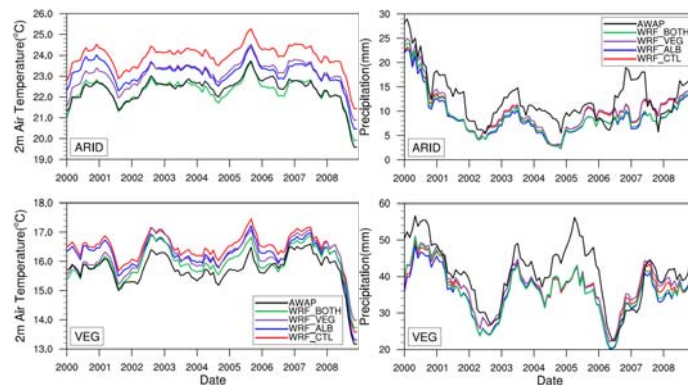 2m Air Temperature(°C)
26.0
25.0
24.0
23.0
22.0
21.0
20.0
19.0
ARID
2000 2001 2002 2003 2004 2005 2006 2007 2008
Precipitation(mm)
30
25
20
15
10
5
0
AWAP
WRF_BOTH
WRF_VEG
WRF_ALB
WRF_CTL
ARID
2000 2001 2002 2003 2004 2005 2006 2007 2008
2m Air Temperature(°C)
18.0
17.0
16.0
15.0
14.0
13.0
AWAP
WRF_BOTH
WRF_VEG
WRF_ALB
WRF_CTL
VEG
2000 2001 2002 2003 2004 2005 2006 2007 2008
Date
Precipitation(mm)
60
50
40
30
20
AWAP
WRF_BOTH
WRF_VEG
WRF_ALB
WRF_CTL
VEG
2000 2001 2002 2003 2004 2005 2006 2007 2008
Date